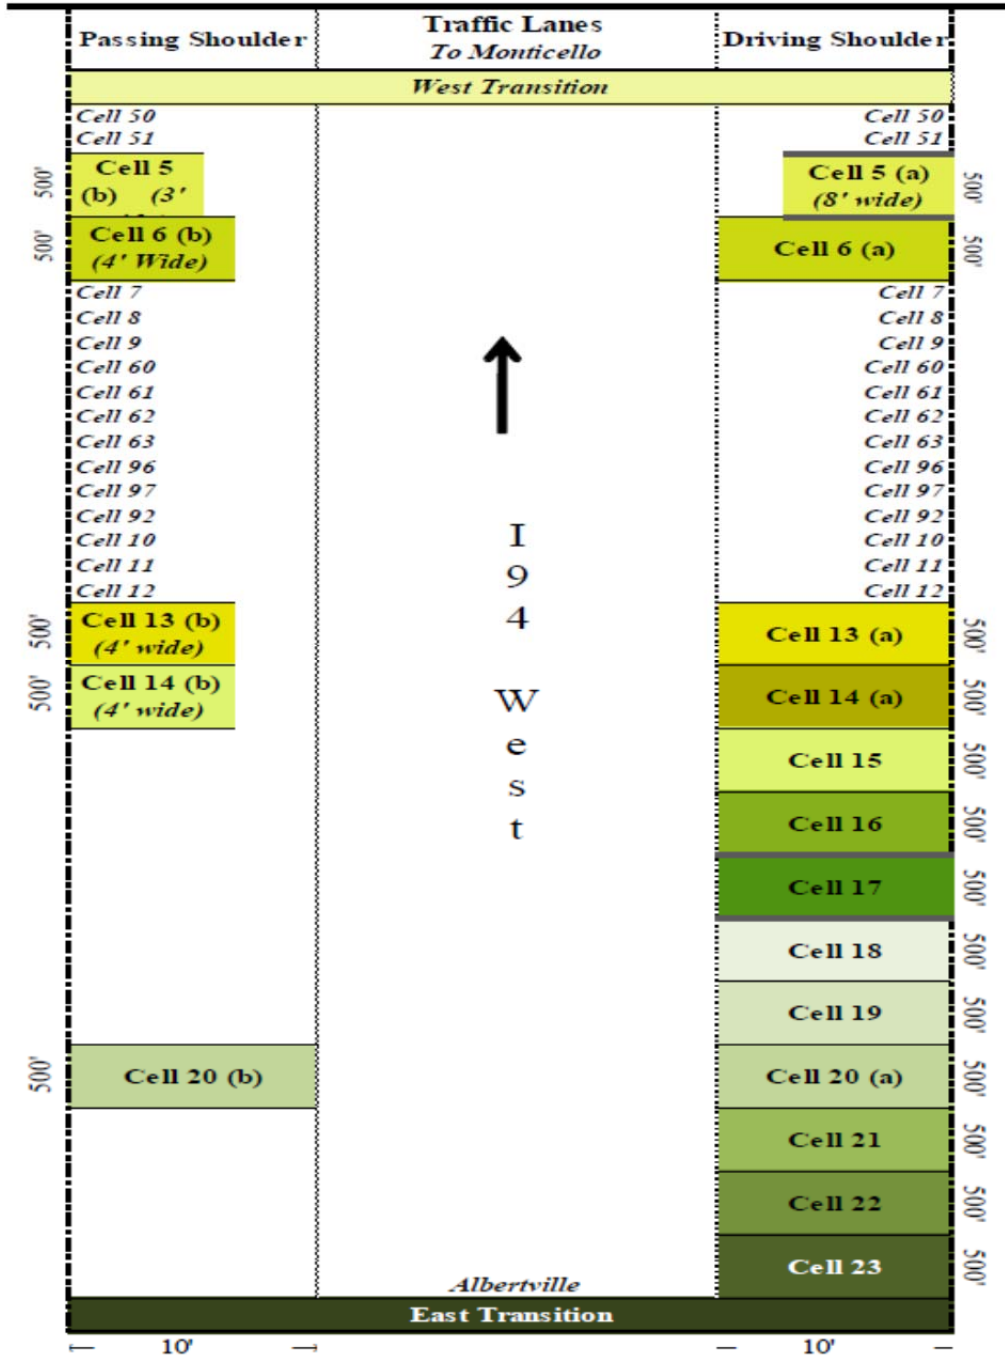 Passing Shoulder
Traffic Lanes
To Monticello
Driving Shoulder
West Transition
Cell 50
Cell 50
Cell 51
Cell 51
500'
Cell 5
(b) (3'
Cell 5 (a)
(8' wide)
500'
500'
Cell 6 (b)
(4' Wide)
Cell 6 (a)
500'
Cell 7
Cell 7
Cell 8
Cell 8
Cell 9
Cell 9
Cell 60
Cell 60
Cell 61
Cell 61
Cell 62
Cell 62
Cell 63
Cell 63
Cell 96
Cell 96
Cell 97
Cell 97
Cell 92
Cell 92
Cell 10
Cell 10
Cell 11
Cell 11
Cell 12
Cell 12
I94 West
500'
Cell 13 (b)
(4' wide)
Cell 13 (a)
500'
500'
Cell 14 (b)
(4' wide)
Cell 14 (a)
500'
Cell 15
500'
Cell 16
500'
Cell 17
500'
Cell 18
500'
Cell 19
500'
500'
Cell 20 (b)
Cell 20 (a)
500'
Cell 21
500'
Cell 22
500'
Cell 23
500'
Albertville
East Transition
10'
10'